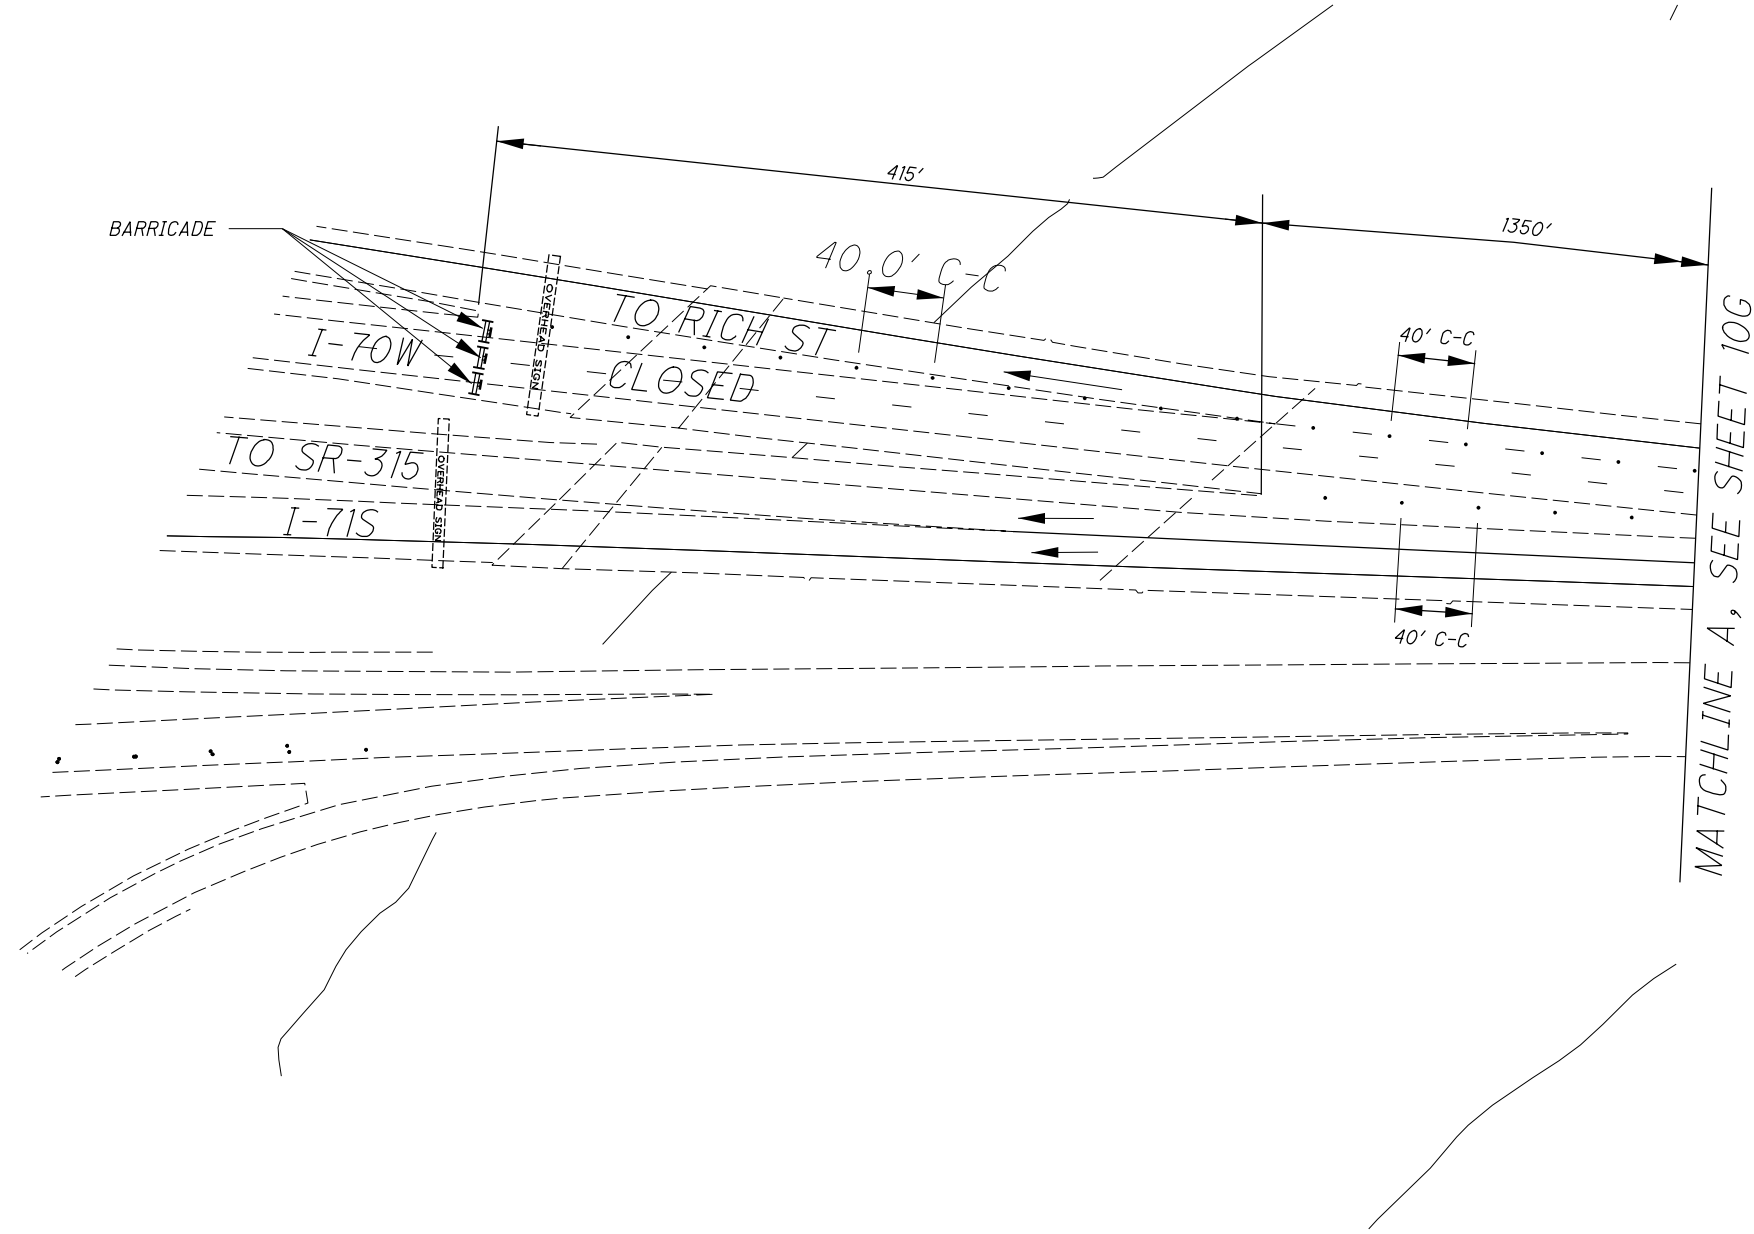 415'
1350'
BARRICADE
40.0' C-C
OVERHEAD SIGN
TO RICH ST
I-70W
CLOSED
40' C-C
TO SR-315
OVERHEAD SIGN
I-71S
40' C-C
MATCHLINE A, SEE SHEET 10G